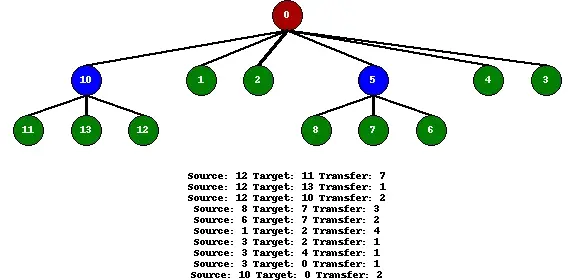 0
10 1 2 5 4 3
11 13 12 8 7 6
Source: 12 Target: 11 Transfer: 7
Source: 12 Target: 13 Transfer: 1
Source: 12 Target: 10 Transfer: 2
Source: 8 Target: 7 Transfer: 3
Source: 6 Target: 7 Transfer: 2
Source: 1 Target: 2 Transfer: 4
Source: 3 Target: 2 Transfer: 1
Source: 3 Target: 4 Transfer: 1
Source: 3 Target: 0 Transfer: 1
Source: 10 Target: 0 Transfer: 2